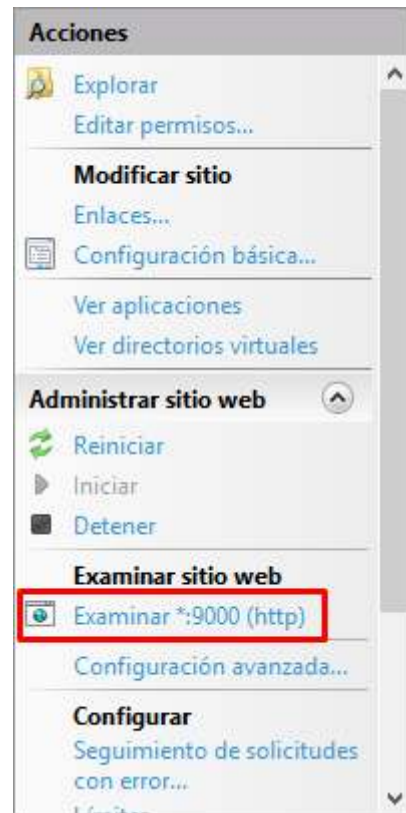 Acciones
Explorar
Editar permisos...
Modificar sitio
Enlaces...
Configuración básica...
Ver aplicaciones
Ver directorios virtuales
Administrar sitio web
Reiniciar
Iniciar
Detener
Examinar sitio web
Examinar *:9000 (http)
Configuración avanzada...
Configurar
Seguimiento de solicitudes
con error...